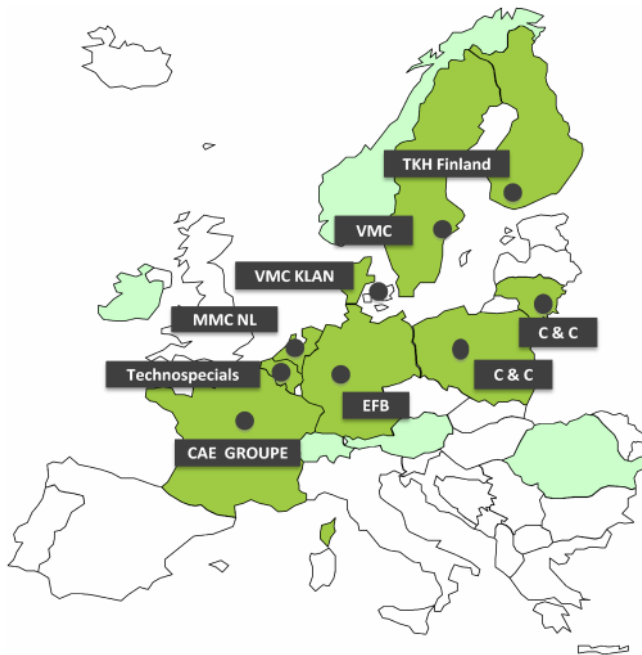 TKH Finland
VMC
VMC KLAN
MMC NL
C & C
Technospecials
C & C
EFB
CAE GROUPE